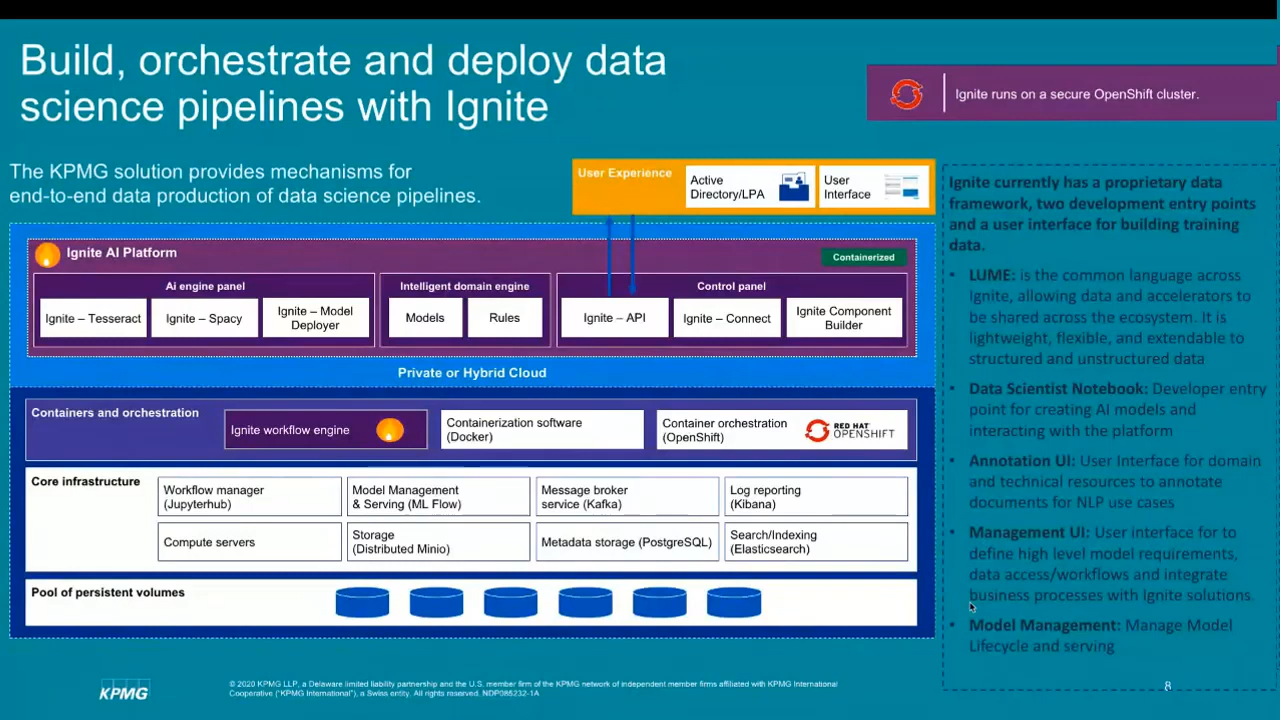 Build, orchestrate and deploy data
science pipelines with Ignite
Ignite runs on a secure OpenShift cluster.
The KPMG solution provides mechanisms for
end-to-end data production of data science pipelines.
User Experience
Active
Directory/LPA
User
Interface
Ignite AI Platform
Containerized
Ai engine panel
Ignite – Tesseract
Ignite – Spacy
Ignite – Model
Deployer
Intelligent domain engine
Models
Rules
Control panel
Ignite – API
Ignite – Connect
Ignite Component
Builder
Private or Hybrid Cloud
Containers and orchestration
Ignite workflow engine
Containerization software
(Docker)
Container orchestration
(OpenShift)
RED HAT
OPENSHIFT
Core infrastructure
Workflow manager
(Jupyterhub)
Model Management
& Serving (ML Flow)
Message broker
service (Kafka)
Log reporting
(Kibana)
Compute servers
Storage
(Distributed Minio)
Metadata storage (PostgreSQL)
Search/Indexing
(Elasticsearch)
Pool of persistent volumes
Ignite currently has a proprietary data
framework, two development entry points
and a user interface for building training
data.
• LUME: is the common language across
Ignite, allowing data and accelerators to
be shared across the ecosystem. It is
lightweight, flexible, and extendable to
structured and unstructured data
• Data Scientist Notebook: Developer entry
point for creating AI models and
interacting with the platform
• Annotation UI: User Interface for domain
and technical resources to annotate
documents for NLP use cases
• Management UI: User interface for to
define high level model requirements,
data access/workflows and integrate
business processes with Ignite solutions.
• Model Management: Manage Model
Lifecycle and serving
KPMG
© 2020 KPMG LLP, a Delaware limited liability partnership and the U.S. member firm of the KPMG network of independent member firms affiliated with KPMG International
Cooperative ("KPMG International"), a Swiss entity. All rights reserved. NDP085232-1A
8